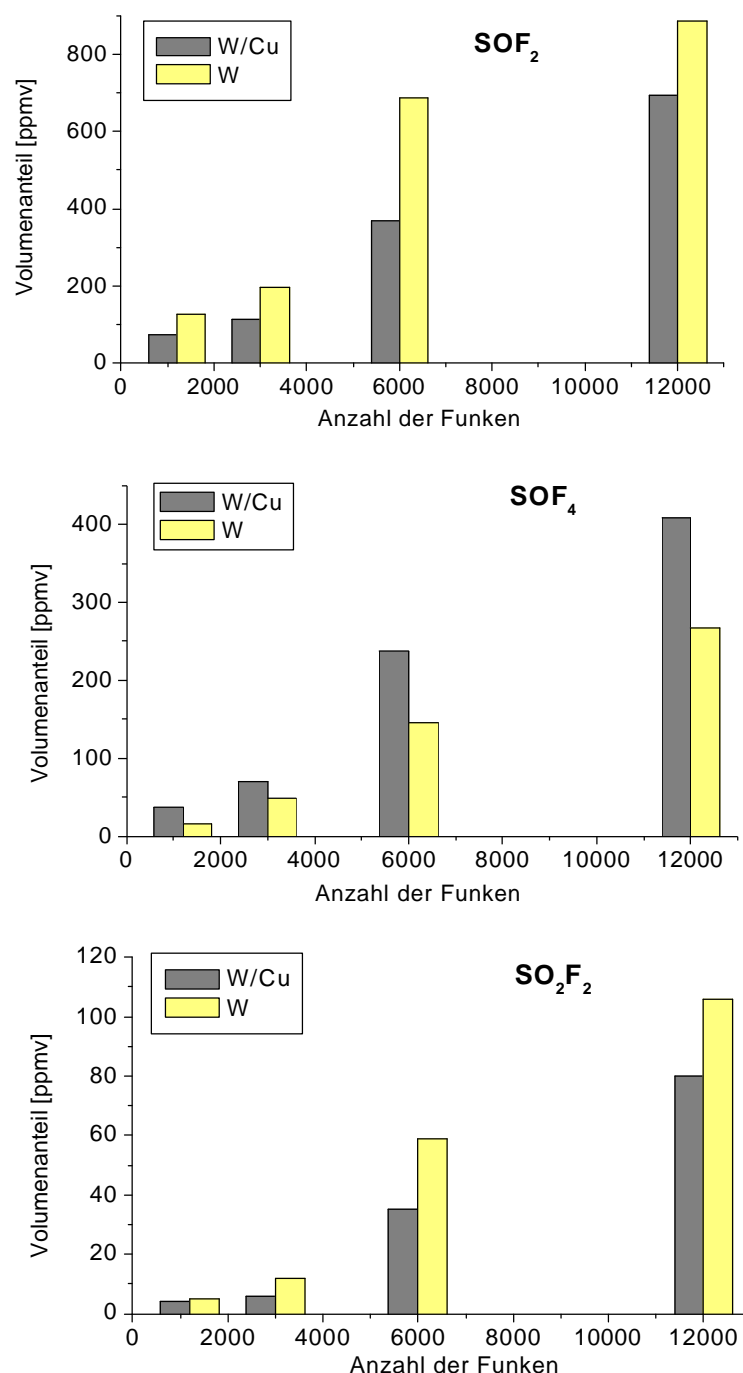 SOF₂
W/Cu
W
Volumenanteil [ppmv]
800
600
400
200
0
0 2000 4000 6000 8000 10000 12000
Anzahl der Funken
SOF₄
W/Cu
W
Volumenanteil [ppmv]
400
300
200
100
0
0 2000 4000 6000 8000 10000 12000
Anzahl der Funken
SO₂F₂
W/Cu
W
Volumenanteil [ppmv]
120
100
80
60
40
20
0
0 2000 4000 6000 8000 10000 12000
Anzahl der Funken